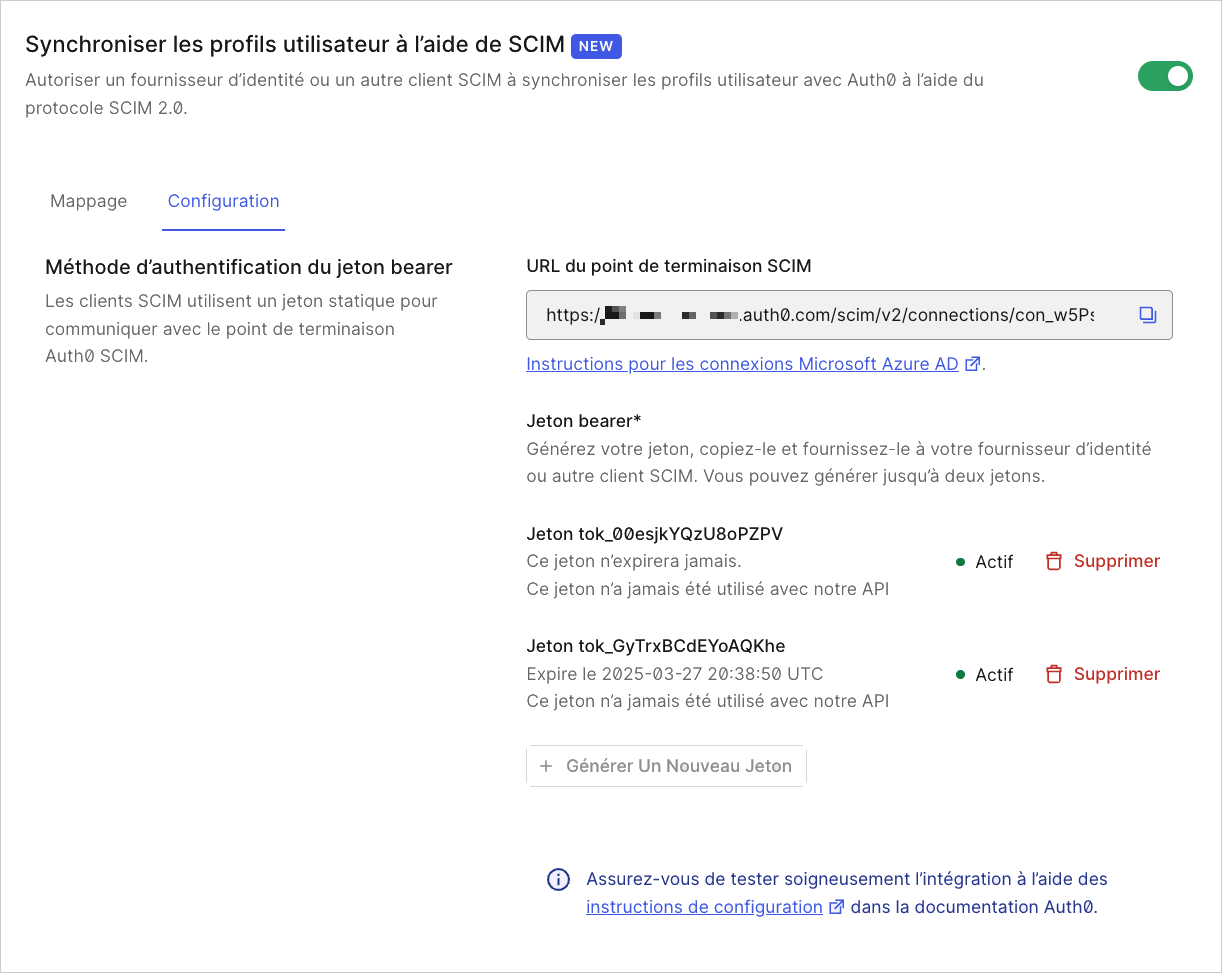 Synchroniser les profils utilisateur à l’aide de SCIM NEW
Autoriser un fournisseur d’identité ou un autre client SCIM à synchroniser les profils utilisateur avec Auth0 à l’aide du
protocole SCIM 2.0.
Mappage Configuration
Méthode d’authentification du jeton bearer
Les clients SCIM utilisent un jeton statique pour
communiquer avec le point de terminaison
Auth0 SCIM.
URL du point de terminaison SCIM
https:/ .auth0.com/scim/v2/connections/con_w5Ps
Instructions pour les connexions Microsoft Azure AD .
Jeton bearer*
Générez votre jeton, copiez-le et fournissez-le à votre fournisseur d’identité
ou autre client SCIM. Vous pouvez générer jusqu’à deux jetons.
Jeton tok_00esjkYQzU8oPZPV
Ce jeton n’expirera jamais.
Actif Supprimer
Ce jeton n’a jamais été utilisé avec notre API
Jeton tok_GyTrxBCdEYoAQKhe
Expire le 2025-03-27 20:38:50 UTC
Actif Supprimer
Ce jeton n’a jamais été utilisé avec notre API
+ Générer Un Nouveau Jeton
Assurez-vous de tester soigneusement l’intégration à l’aide des
instructions de configuration dans la documentation Auth0.